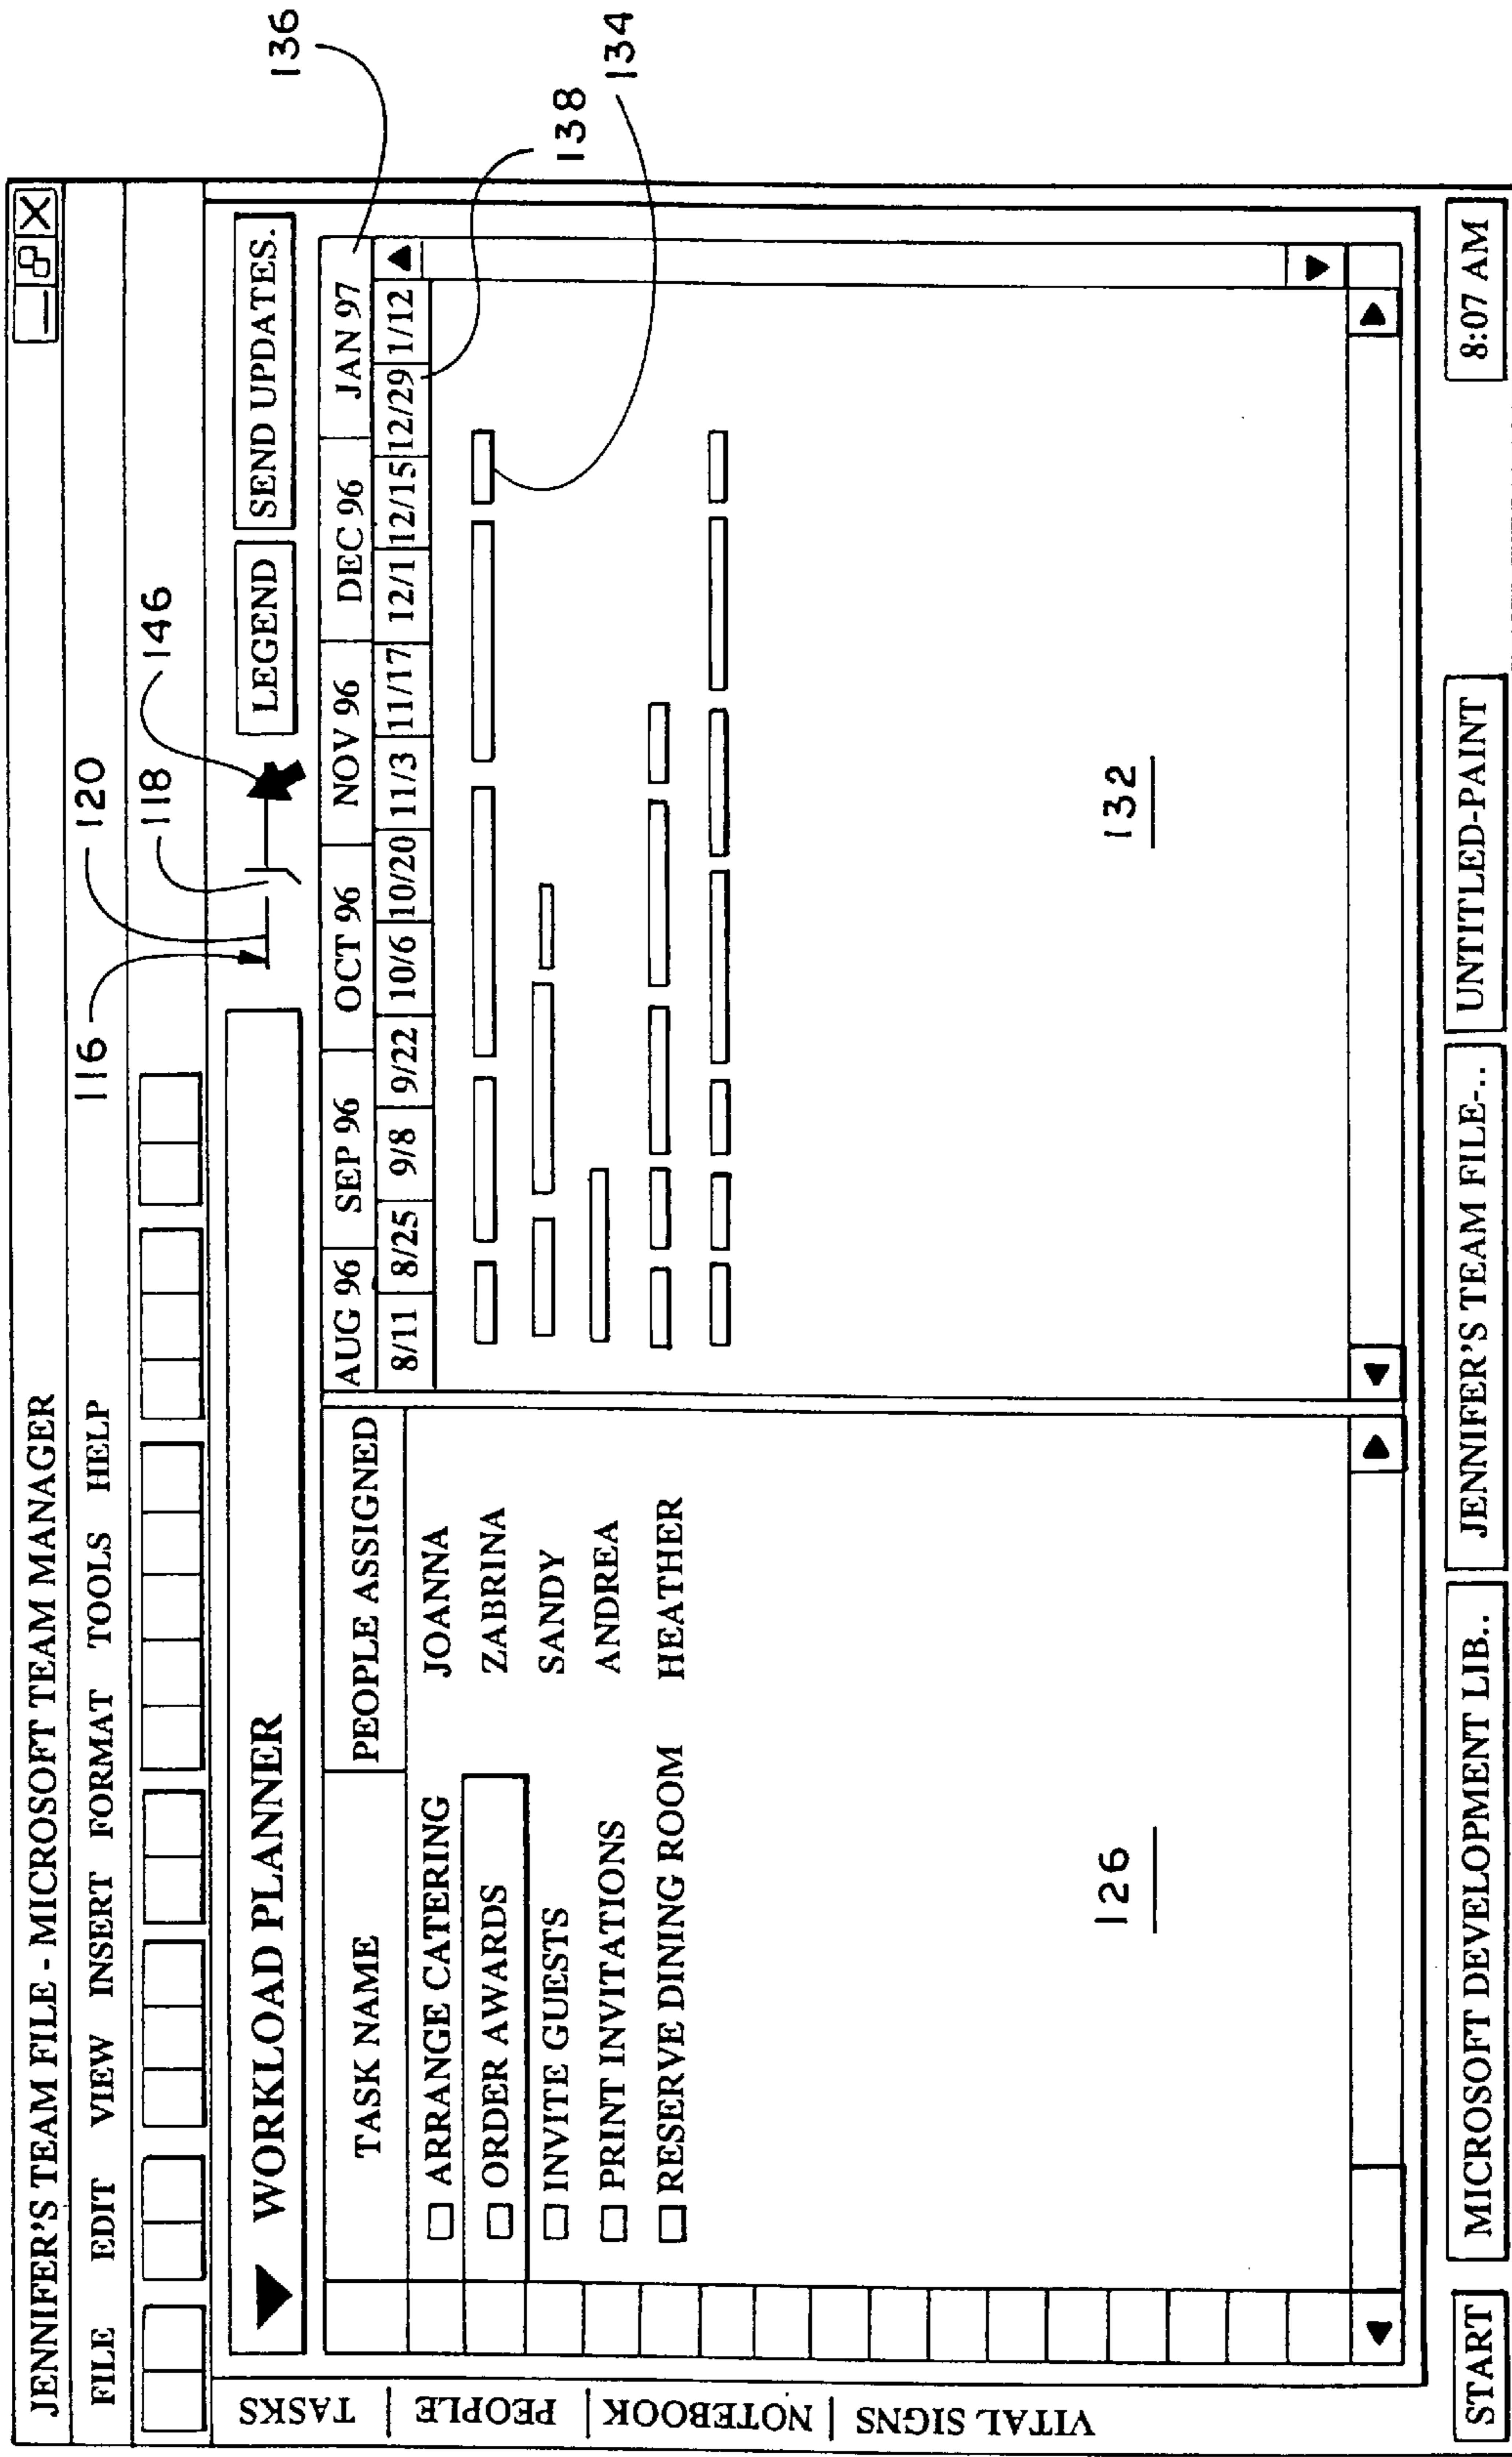 JENNIFER'S TEAM FILE - MICROSOFT TEAM MANAGER
FILE EDIT VIEW INSERT FORMAT TOOLS HELP
116
120
118
146
136
138
134
WORKLOAD PLANNER
LEGEND
SEND UPDATES.
TASKS | PEOPLE | NOTEBOOK | VITAL SIGNS
TASK NAME PEOPLE ASSIGNED
ARRANGE CATERING JOANNA
ORDER AWARDS ZABRINA
INVITE GUESTS SANDY
PRINT INVITATIONS ANDREA
RESERVE DINING ROOM HEATHER
126
AUG 96 SEP 96 OCT 96 NOV 96 DEC 96 JAN 97
8/11 8/25 9/8 9/22 10/6 10/20 11/3 11/17 12/1 12/15 12/29 1/12
132
START MICROSOFT DEVELOPMENT LIB.. JENNIFER'S TEAM FILE-... UNTITLED-PAINT 8:07 AM